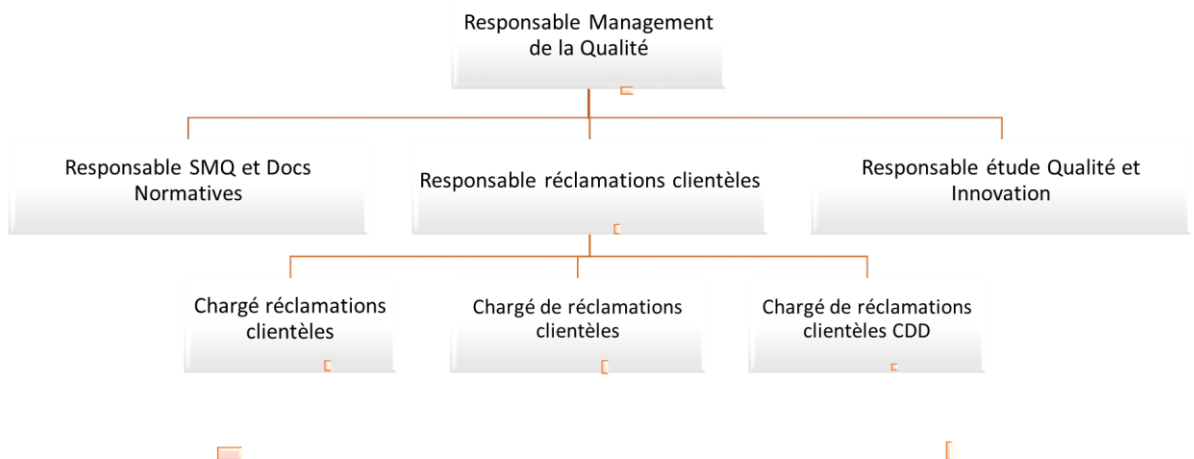 Responsable Management
de la Qualité
Responsable SMQ et Docs
Normatives
Responsable réclamations clientèles
Responsable étude Qualité et
Innovation
Chargé réclamations
clientèles
Chargé de réclamations
clientèles
Chargé de réclamations
clientèles CDD